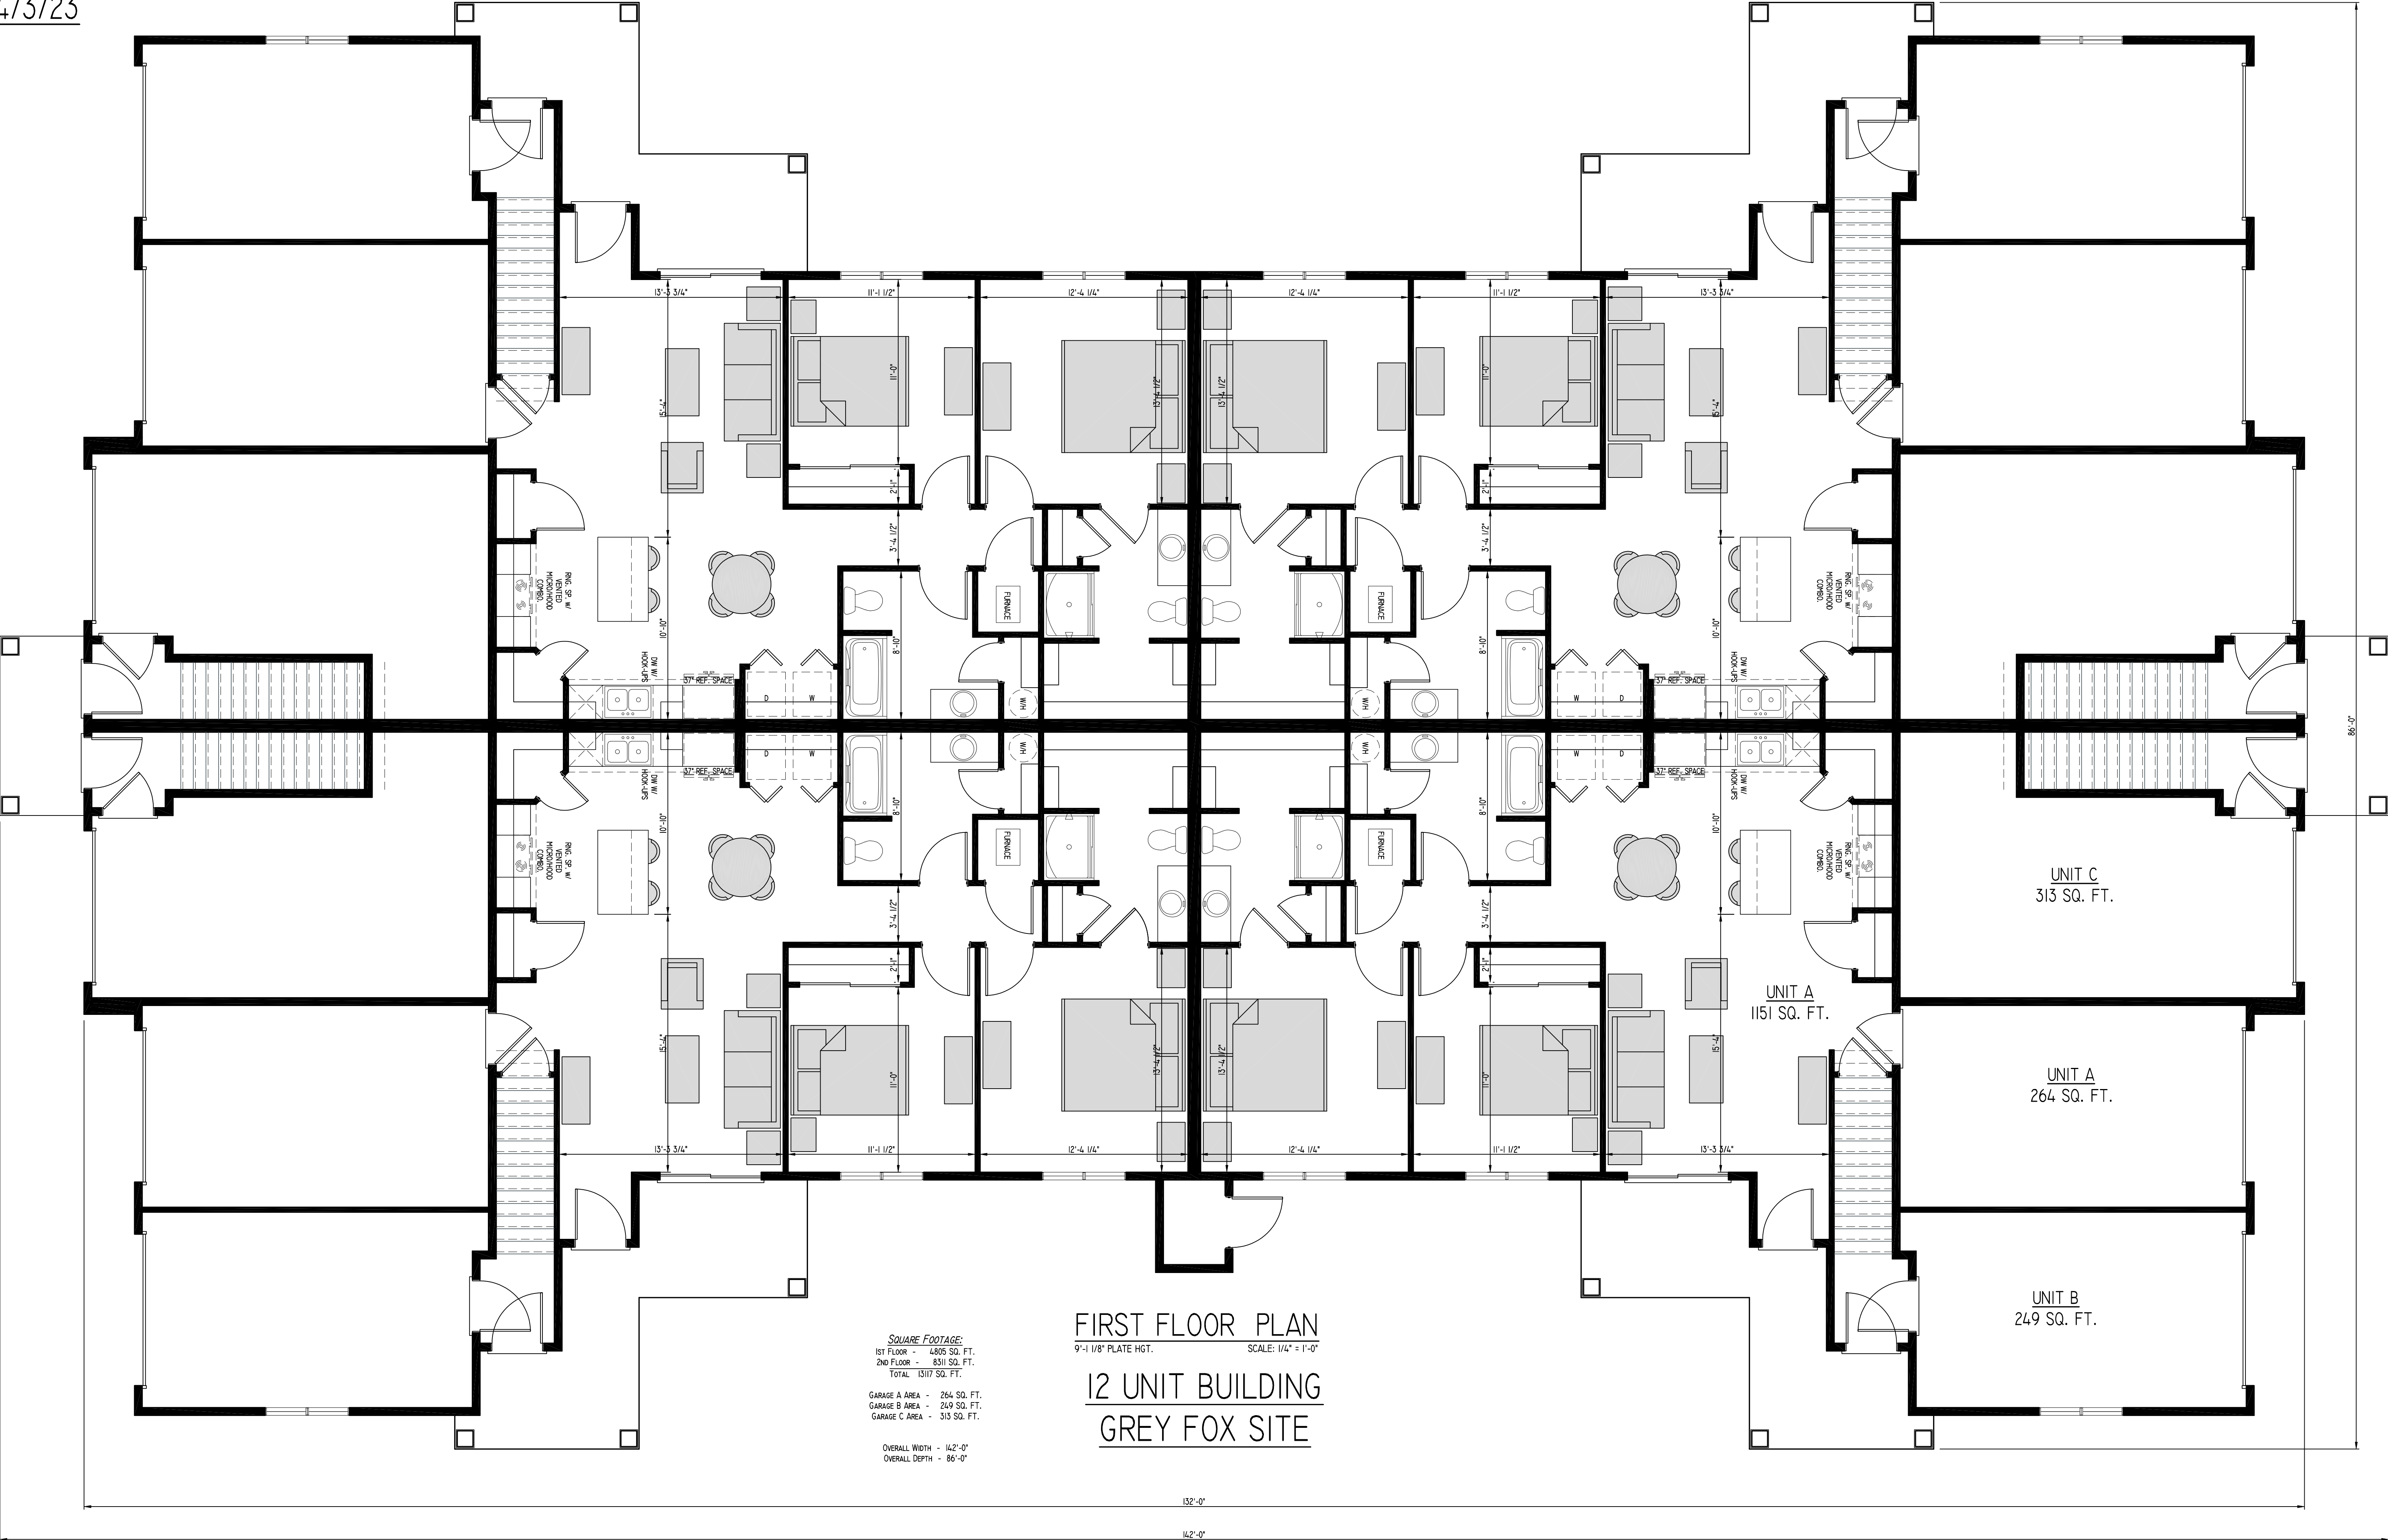 4/3/23
13'-3 3/4"
11'-1 1/2"
12'-4 1/4"
12'-4 1/4"
11'-1 1/2"
13'-3 3/4"
11'-0"
13'-4 1/2"
13'-4 1/2"
11'-0"
15'-7"
15'-7"
2'-1"
2'-1"
3'-4 1/2"
3'-4 1/2"
RNG. SP. W/
VENTED
MICRO/HOOD
COMBO.
FURNACE
FURNACE
RNG. SP. W/
VENTED
MICRO/HOOD
COMBO.
10'-10"
8'-10"
8'-10"
10'-10"
DW W/
HOOK-UPS
37" REF. SPACE
D
W
W/H
W/H
W
D
37" REF. SPACE
DW W/
HOOK-UPS
86'-0"
DW W/
HOOK-UPS
37" REF. SPACE
D
W
W/H
W/H
W
D
37" REF. SPACE
DW W/
HOOK-UPS
10'-10"
8'-10"
8'-10"
10'-10"
RNG. SP. W/
VENTED
MICRO/HOOD
COMBO.
FURNACE
FURNACE
RNG. SP. W/
VENTED
MICRO/HOOD
COMBO.
UNIT C
313 SQ. FT.
3'-4 1/2"
3'-4 1/2"
2'-1"
2'-1"
UNIT A
1151 SQ. FT.
15'-7"
13'-4 1/2"
13'-4 1/2"
15'-7"
11'-0"
11'-0"
UNIT A
264 SQ. FT.
13'-3 3/4"
11'-1 1/2"
12'-4 1/4"
12'-4 1/4"
11'-1 1/2"
13'-3 3/4"
UNIT B
249 SQ. FT.
FIRST FLOOR PLAN
9'-1 1/8" PLATE HGT.
SCALE: 1/4" = 1'-0"
12 UNIT BUILDING
GREY FOX SITE
SQUARE FOOTAGE:
1ST FLOOR - 4805 SQ. FT.
2ND FLOOR - 8311 SQ. FT.
TOTAL 13117 SQ. FT.
GARAGE A AREA - 264 SQ. FT.
GARAGE B AREA - 249 SQ. FT.
GARAGE C AREA - 313 SQ. FT.
OVERALL WIDTH - 142'-0"
OVERALL DEPTH - 86'-0"
132'-0"
142'-0"